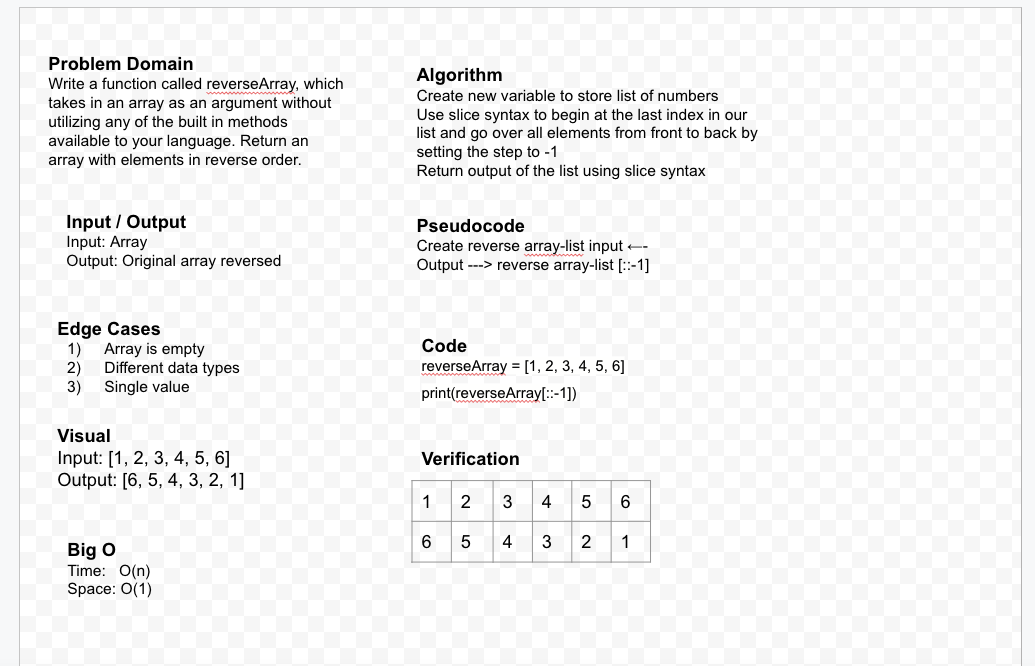 Problem Domain
Write a function called reverseArray, which
takes in an array as an argument without
utilizing any of the built in methods
available to your language. Return an
array with elements in reverse order.
Input / Output
Input: Array
Output: Original array reversed
Edge Cases
1) Array is empty
2) Different data types
3) Single value
Visual
Input: [1, 2, 3, 4, 5, 6]
Output: [6, 5, 4, 3, 2, 1]
Big O
Time: O(n)
Space: O(1)
Algorithm
Create new variable to store list of numbers
Use slice syntax to begin at the last index in our
list and go over all elements from front to back by
setting the step to -1
Return output of the list using slice syntax
Pseudocode
Create reverse array-list input ←-
Output ---> reverse array-list [::-1]
Code
reverseArray = [1, 2, 3, 4, 5, 6]
print(reverseArray[::-1])
Verification
1 2 3 4 5 6
6 5 4 3 2 1